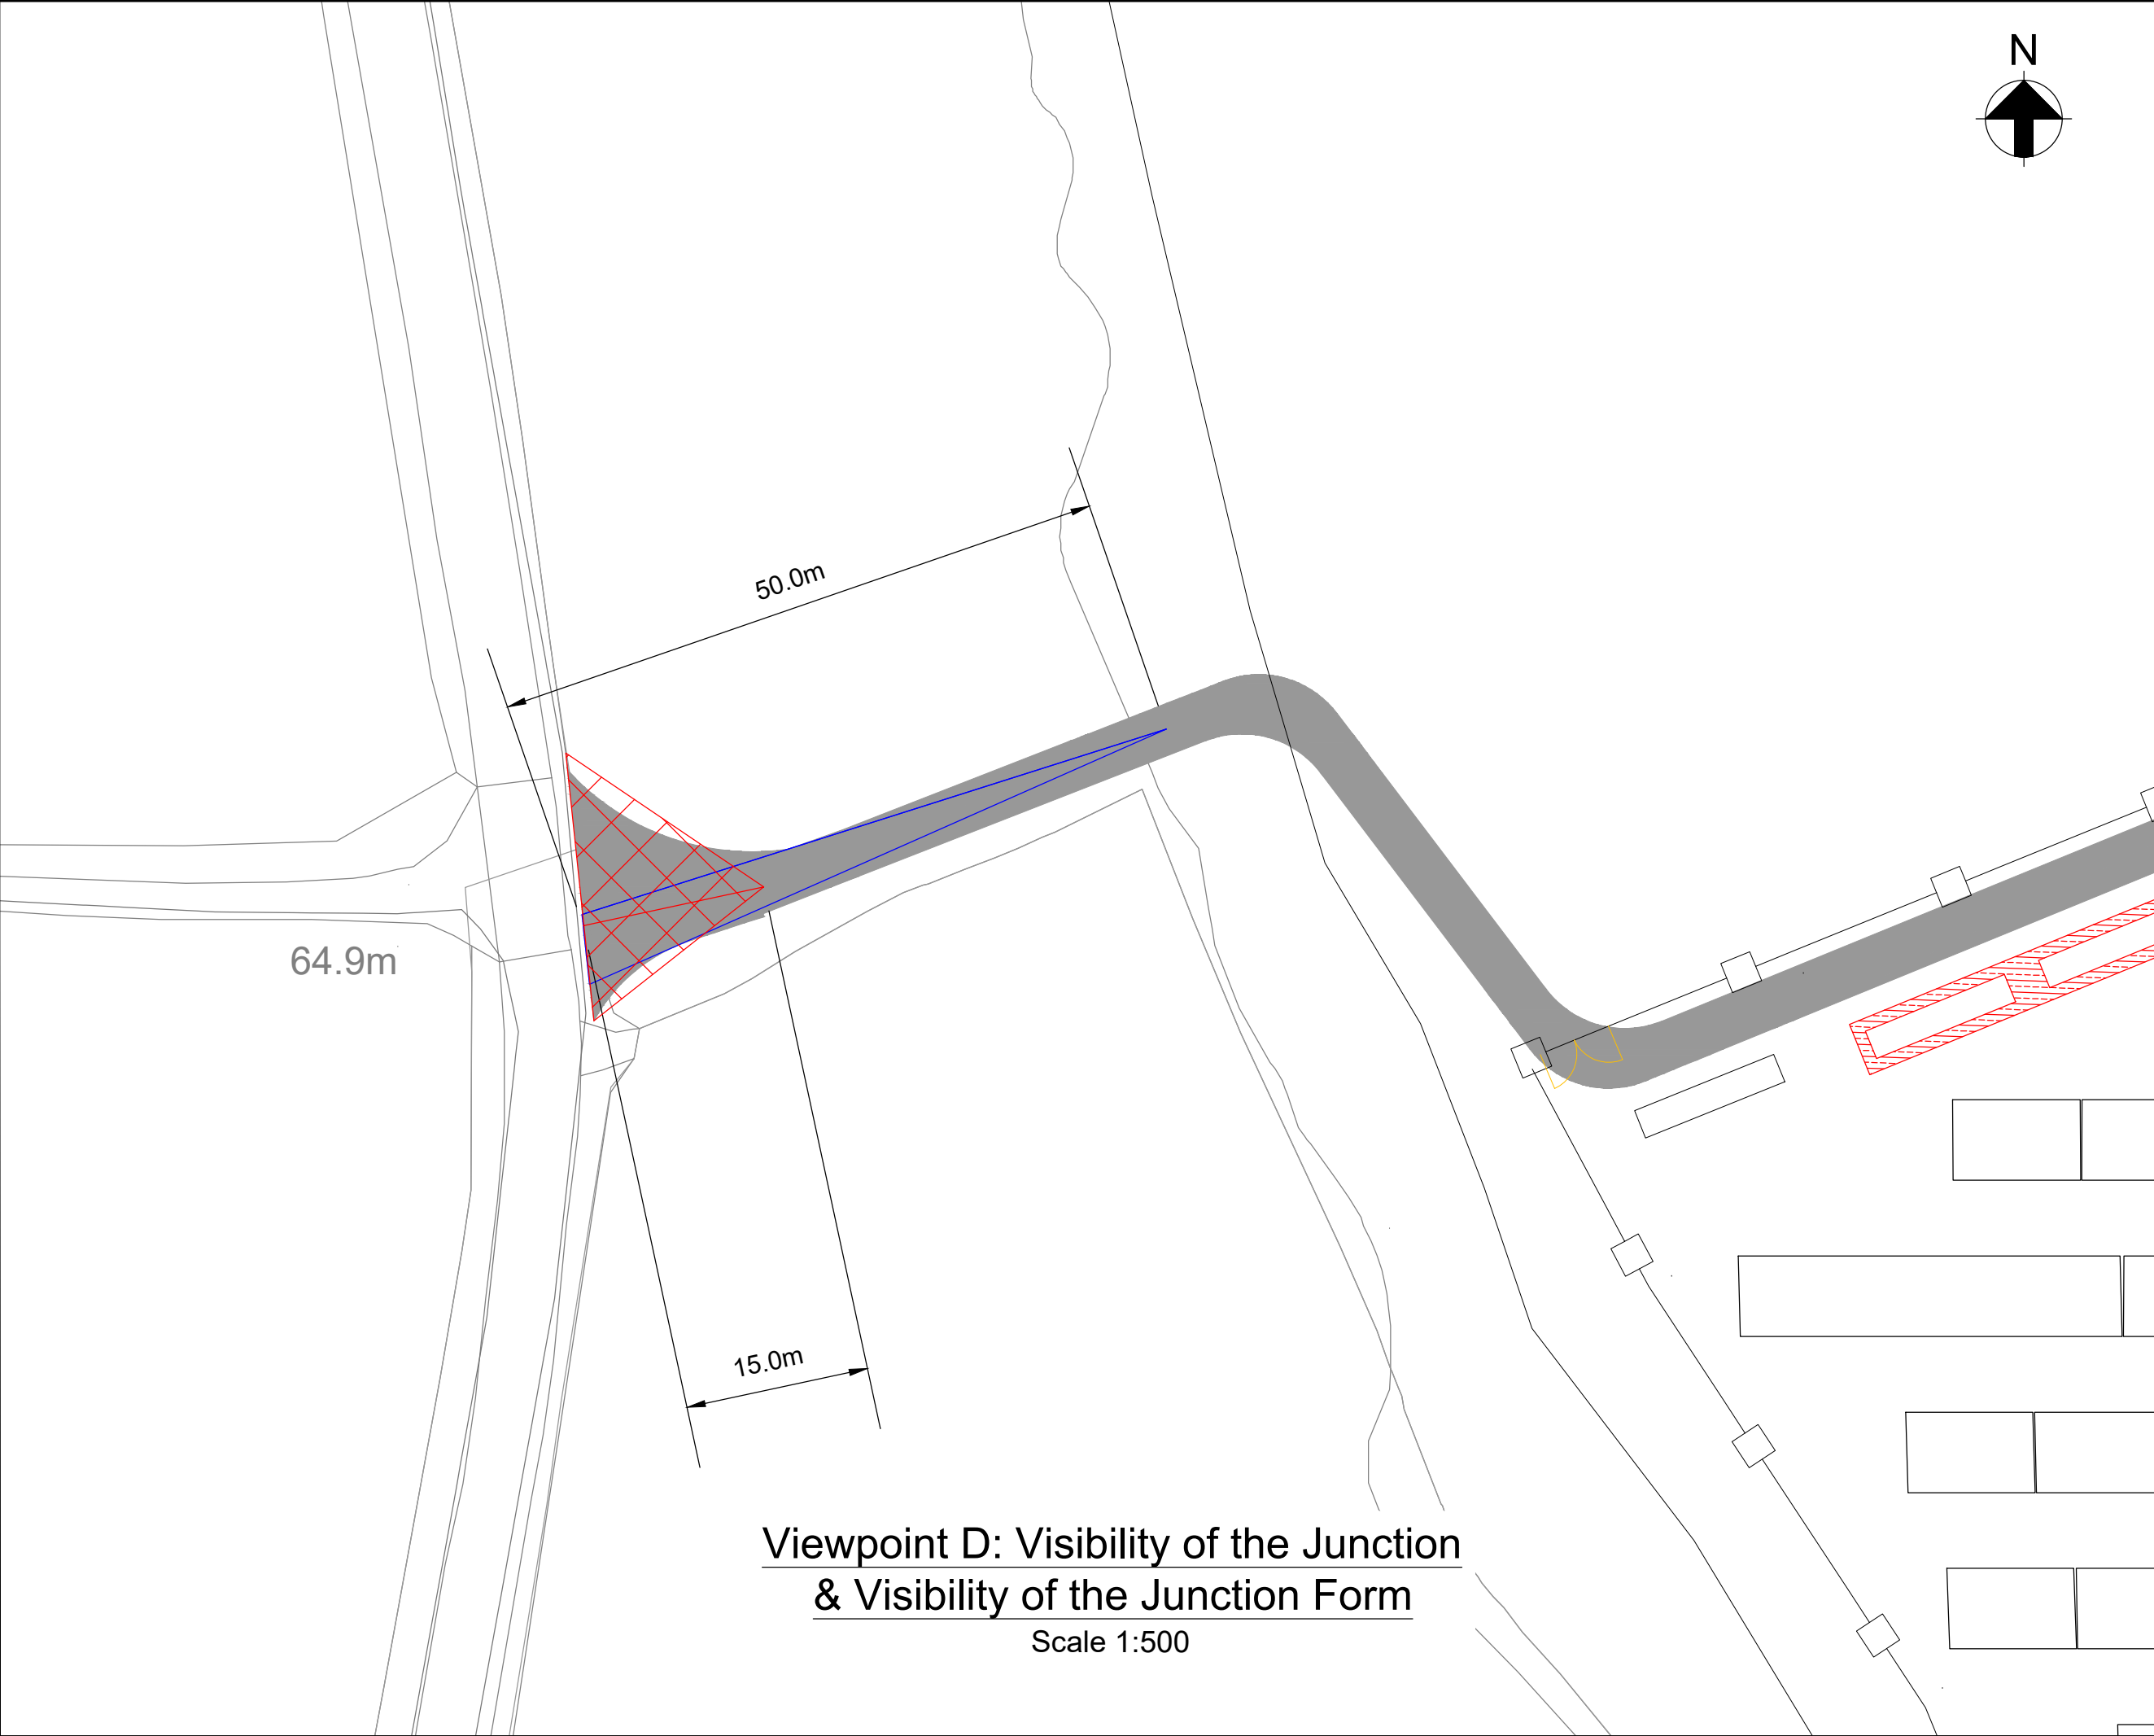 N
50.0m
64.9m
15.0m
Viewpoint D: Visibility of the Junction
& Visibility of the Junction Form
Scale 1:500